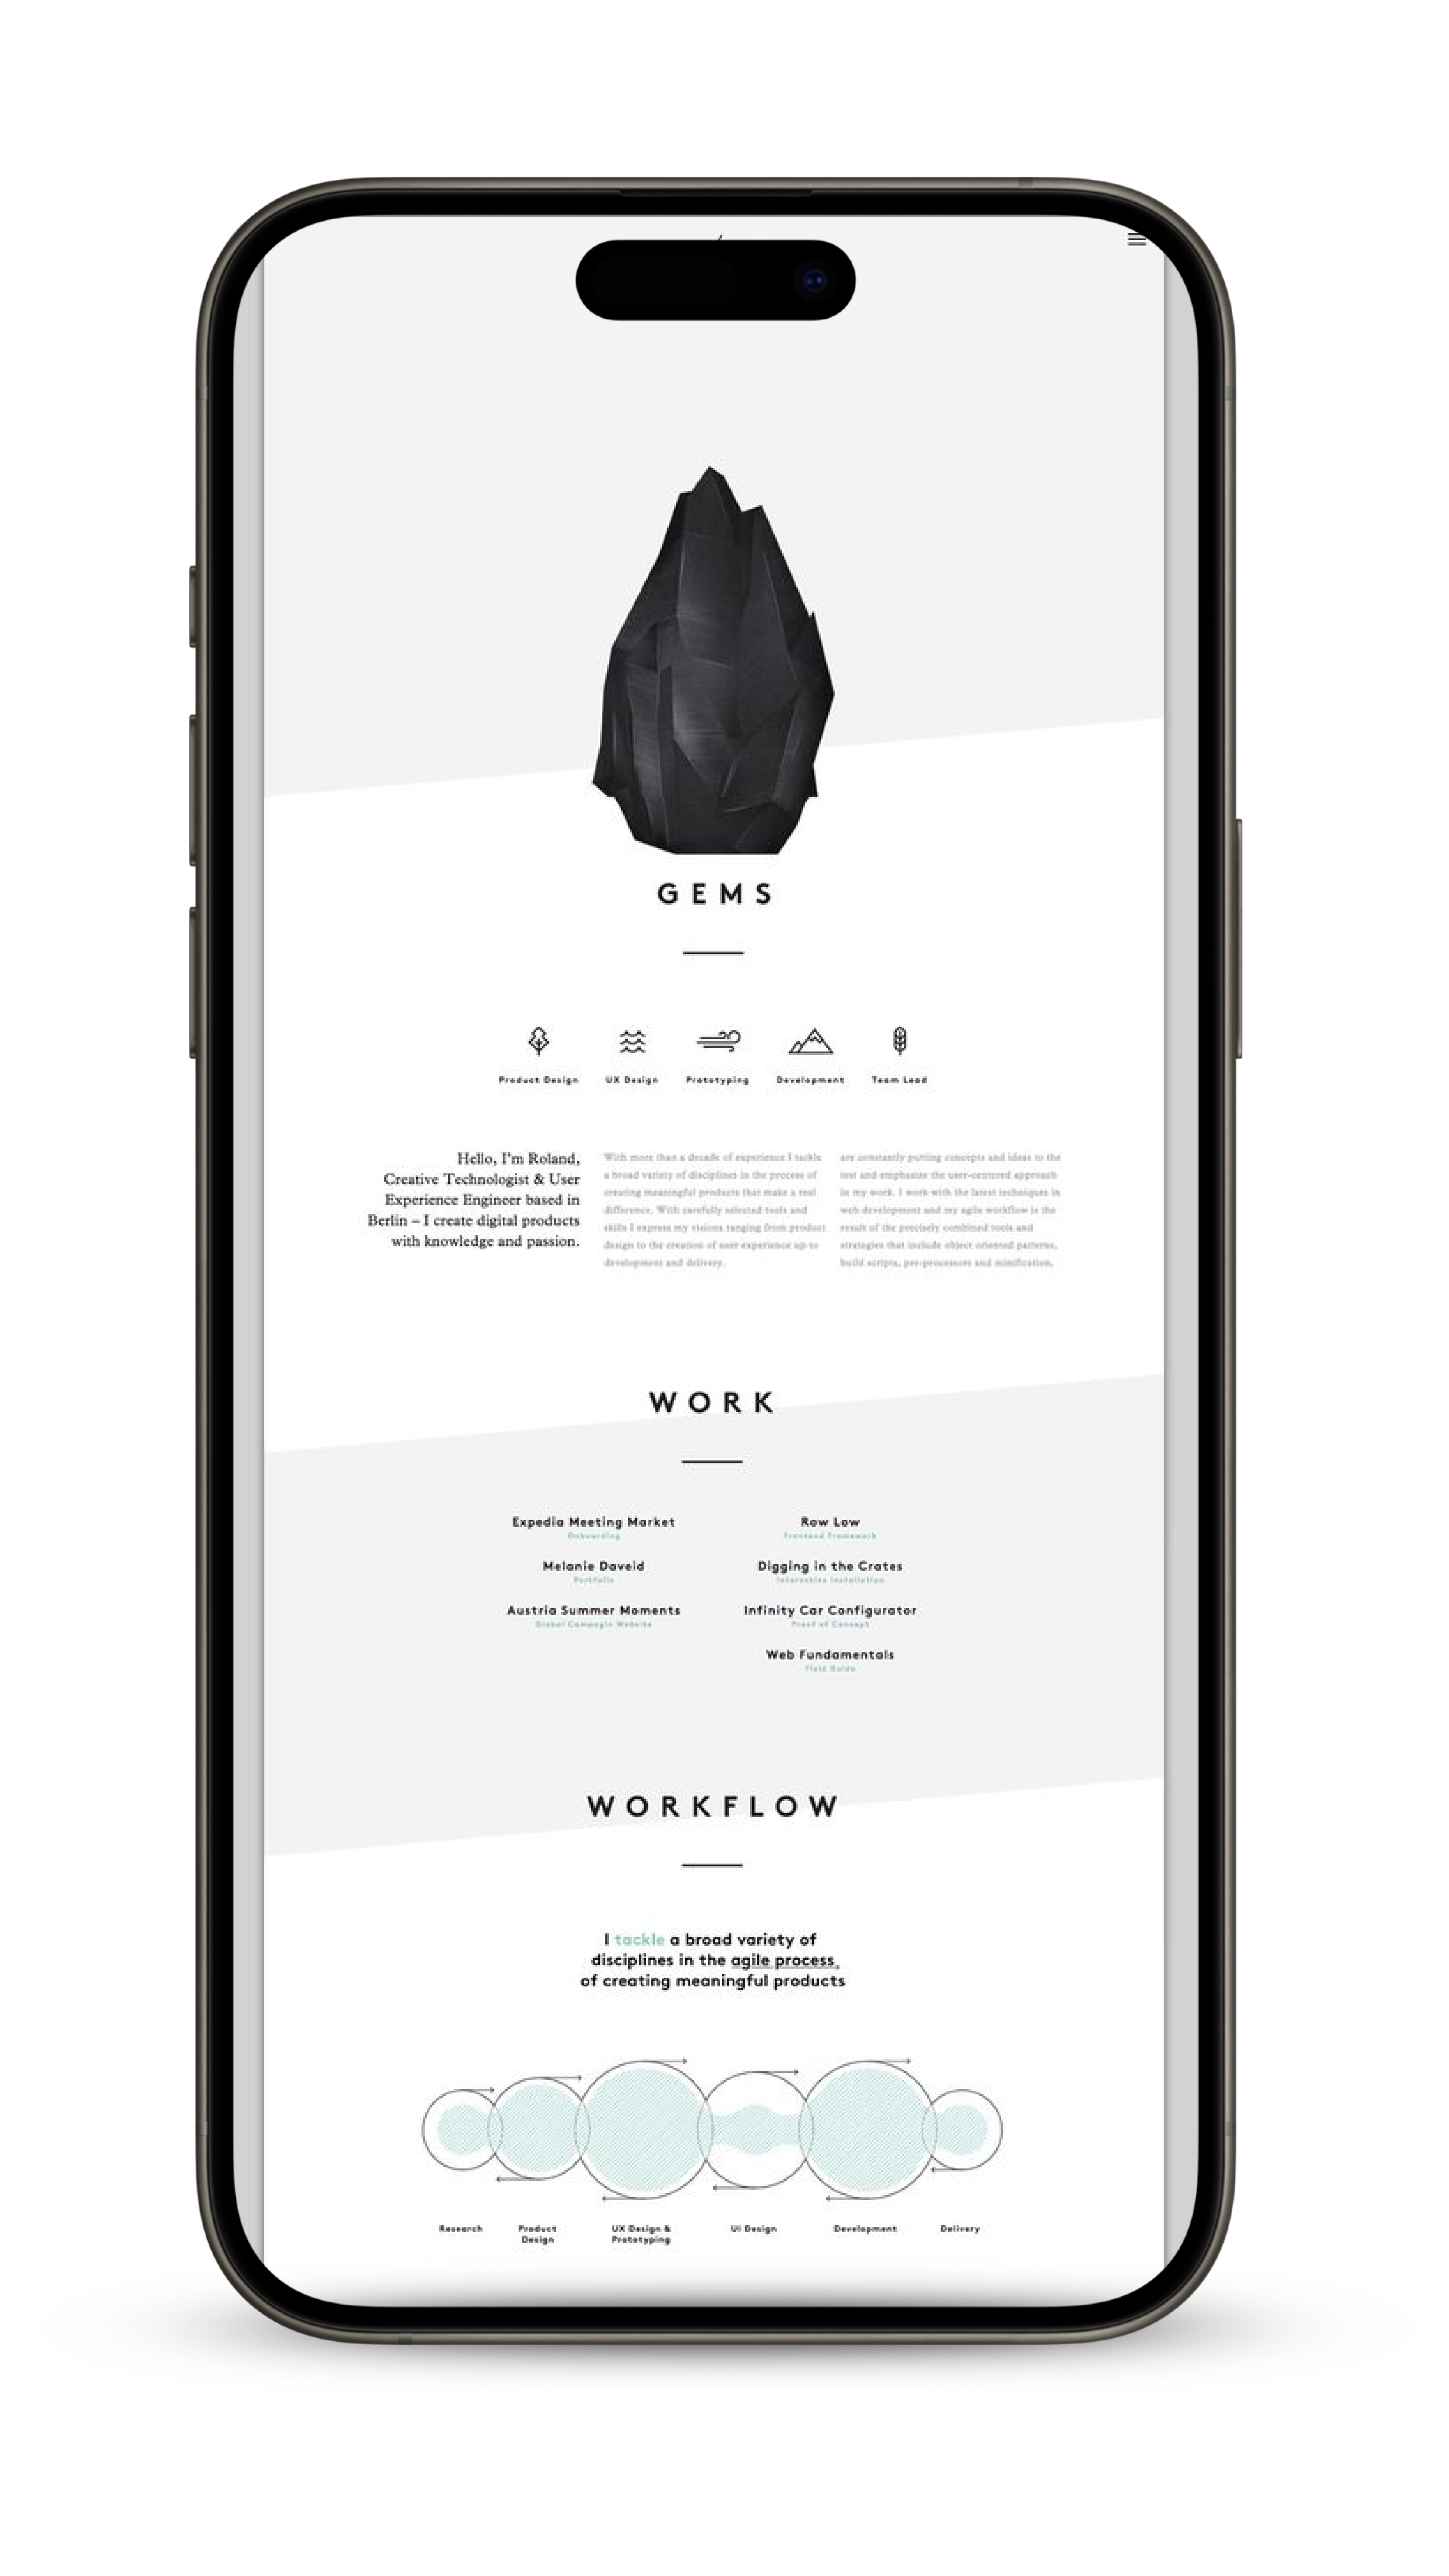 GEMS
Product Design
UX Design
Prototyping
Development
Team Lead
Hello, I'm Roland,
Creative Technologist & User
Experience Engineer based in
Berlin – I create digital products
with knowledge and passion.
With more than a decade of experience I tackle
a broad variety of disciplines in the process of
creating meaningful products that make a real
difference. With carefully selected tools and
skills I express my visions ranging from product
design to the creation of user experience up to
development and delivery.
are constantly putting concepts and ideas to the
test and emphasize the user-centered approach
in my work. I work with the latest techniques in
web development and my agile workflow is the
result of the precisely combined tools and
strategies that include object oriented patterns,
build scripts, pre-processors and minification,
WORK
Expedia Meeting Market
Onboarding
Melanie Daveid
Portfolio
Austria Summer Moments
Global Campagin Website
Row Low
Frontend Framework
Digging in the Crates
Interactive Installation
Infinity Car Configurator
Proof of Concept
Web Fundamentals
Field Guide
WORKFLOW
I tackle a broad variety of
disciplines in the agile process
of creating meaningful products
Research
Product
Design
UX Design &
Prototyping
UI Design
Development
Delivery